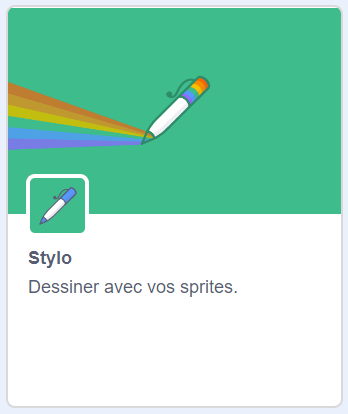 Stylo
Dessiner avec vos sprites.